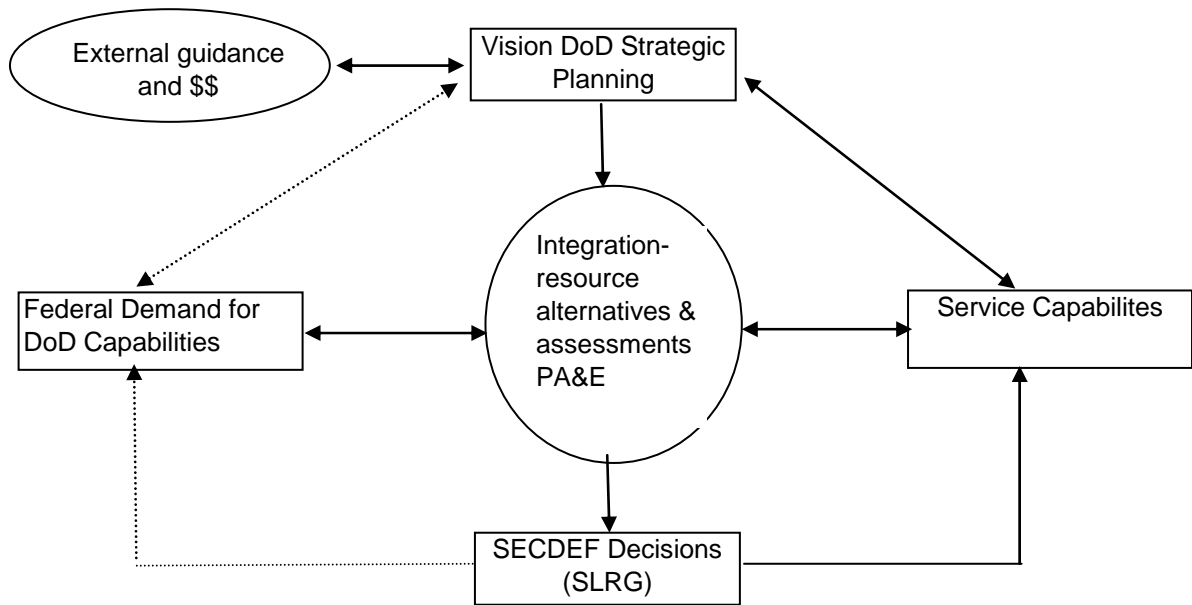 External guidance
and $$
Vision DoD Strategic
Planning
Integration-
resource
alternatives &
assessments
PA&E
Federal Demand for
DoD Capabilities
Service Capabilites
SECDEF Decisions
(SLRG)